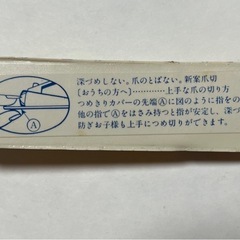 深づめしない。爪のとばない。新案爪切
〔おうちの方へ〕………上手な爪の切り方
つめきりカバーの先端Ⓐに図のように指をの
他の指でⒶをはさみ持つと指が安定し、深づ
防ぎお子様も上手につめ切りができます。
Ⓐ